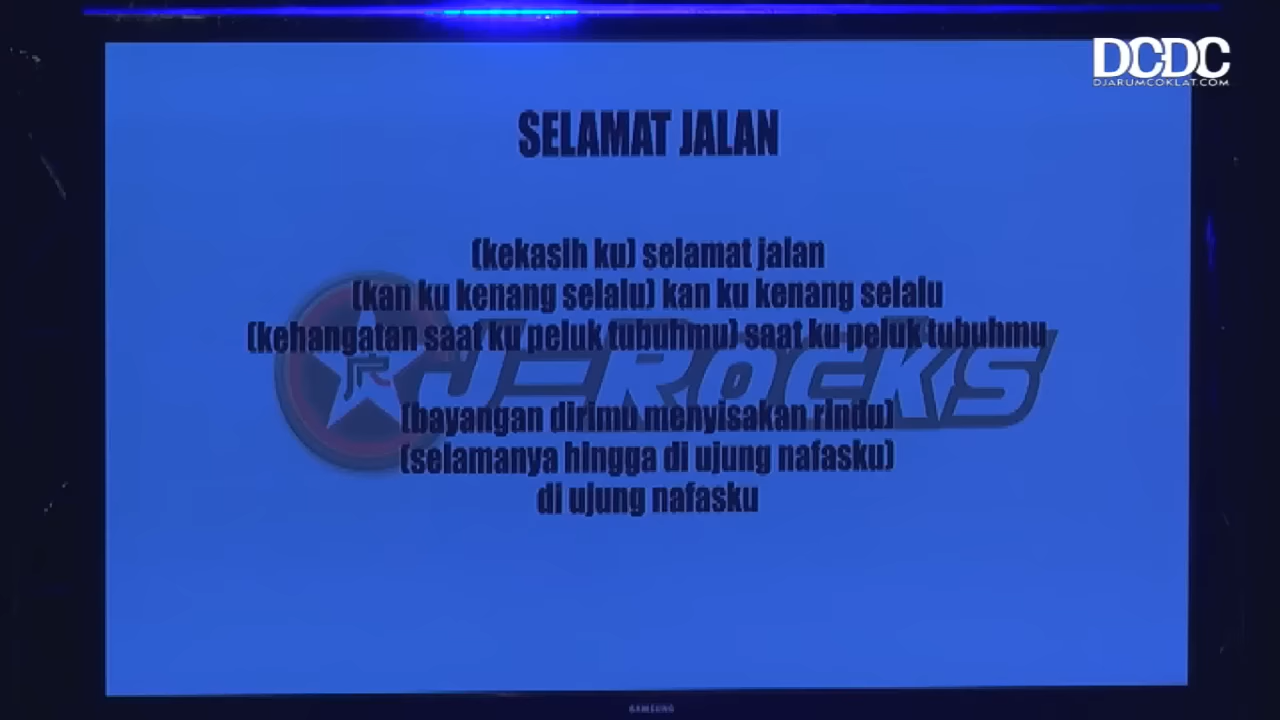 DCDC
DJARUMCOKLAT.COM
SELAMAT JALAN
(kekasih ku) selamat jalan
(kan ku kenang selalu) kan ku kenang selalu
(kehangatan saat ku peluk tubuhmu) saat ku peluk tubuhmu
JR J-ROCKS
(bayangan dirimu menyisakan rindu)
(selamanya hingga di ujung nafasku)
di ujung nafasku
SAMSUNG